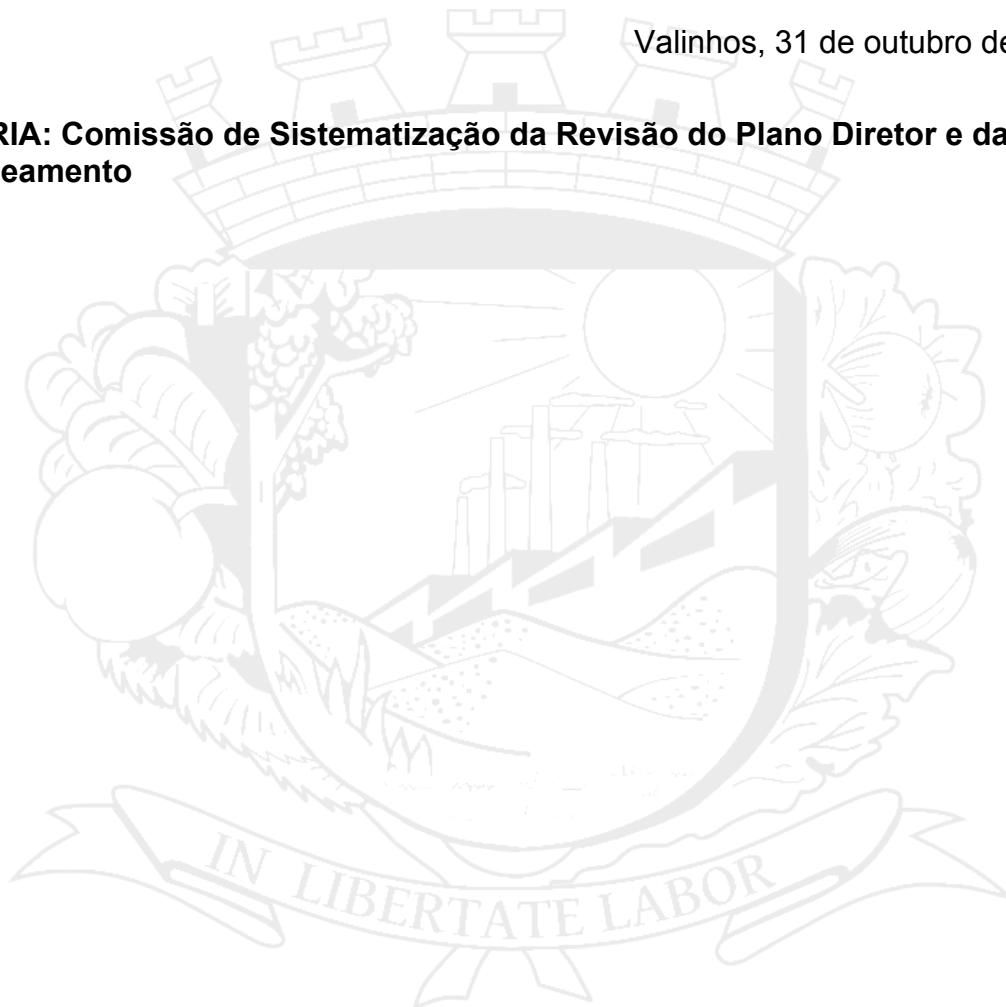 Valinhos, 31 de outubro de
RIA: Comissão de Sistematização da Revisão do Plano Diretor e da
eamento
IN LIBERTATE LABOR